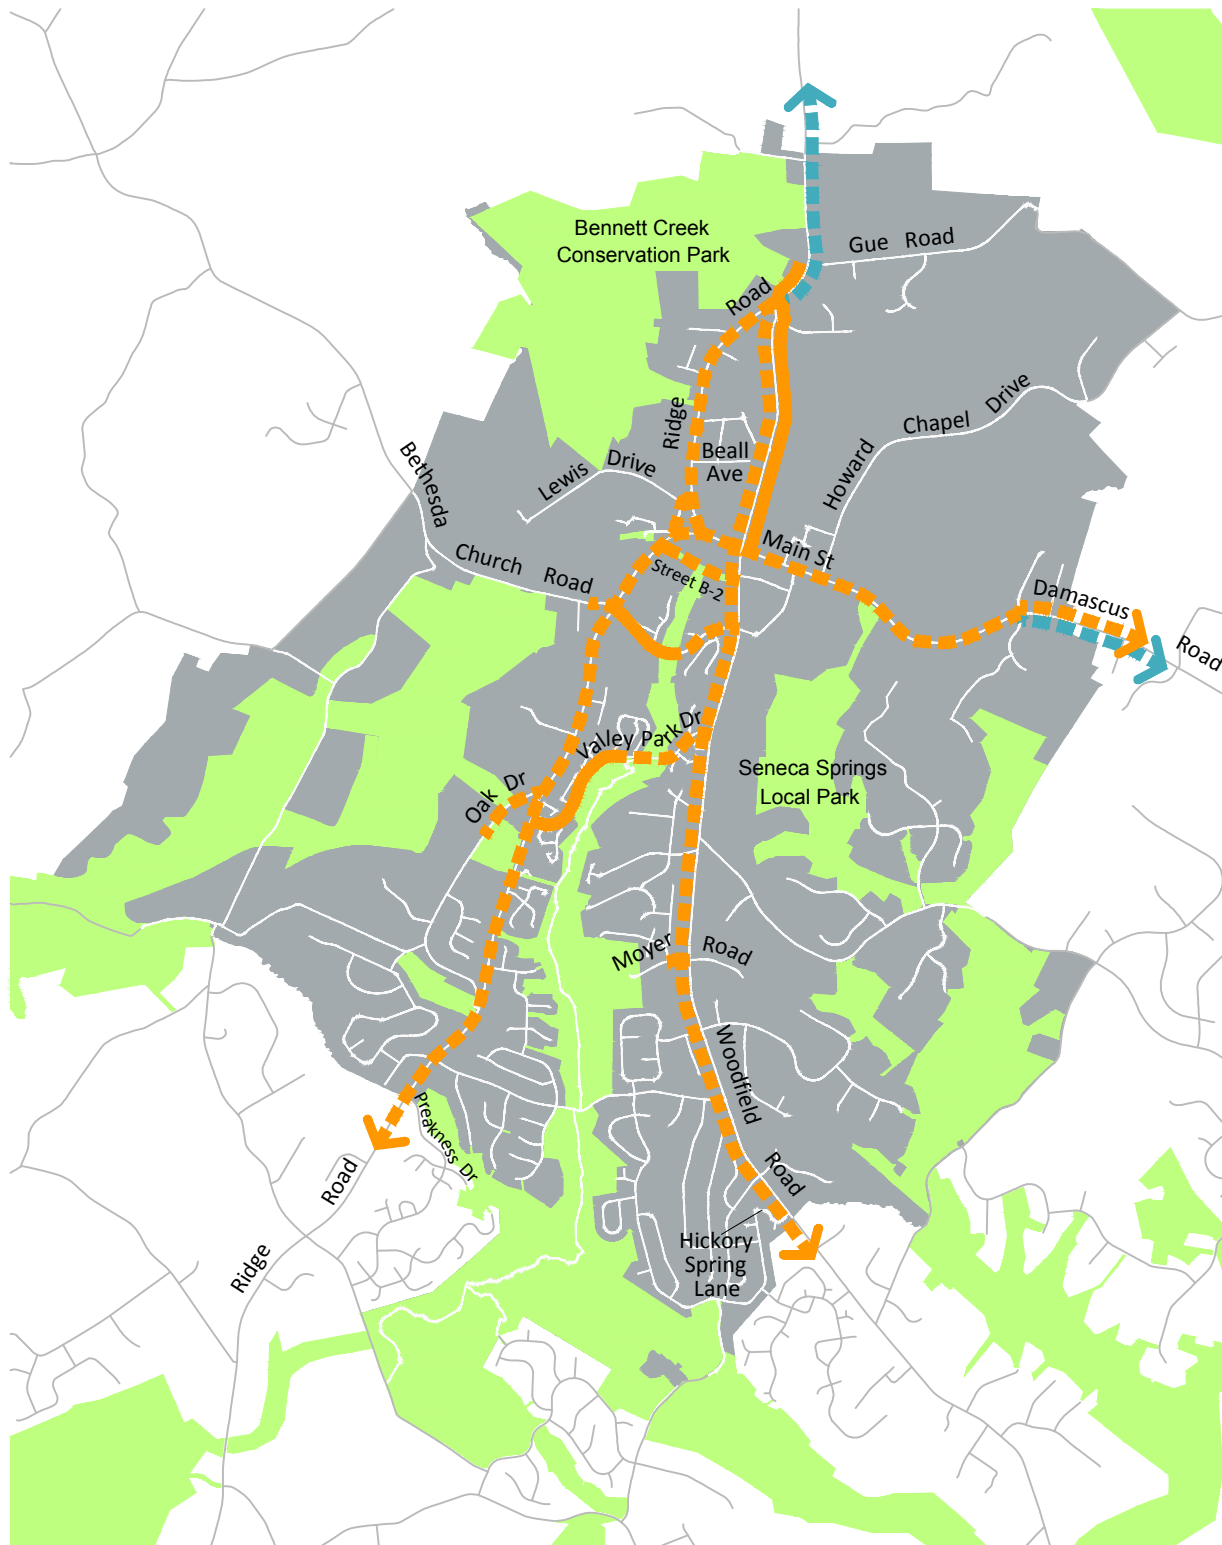 Bennett Creek
Conservation Park
Gue Road
Road
Ridge
Beall
Ave
Howard Chapel Drive
Lewis Drive
Bethesda
Church Road
Main St
Street B-2
Damascus
Road
Valley Park Dr
Oak Dr
Seneca Springs
Local Park
Moyer Road
Woodfield
Road
Preakness Dr
Road
Ridge
Hickory
Spring
Lane